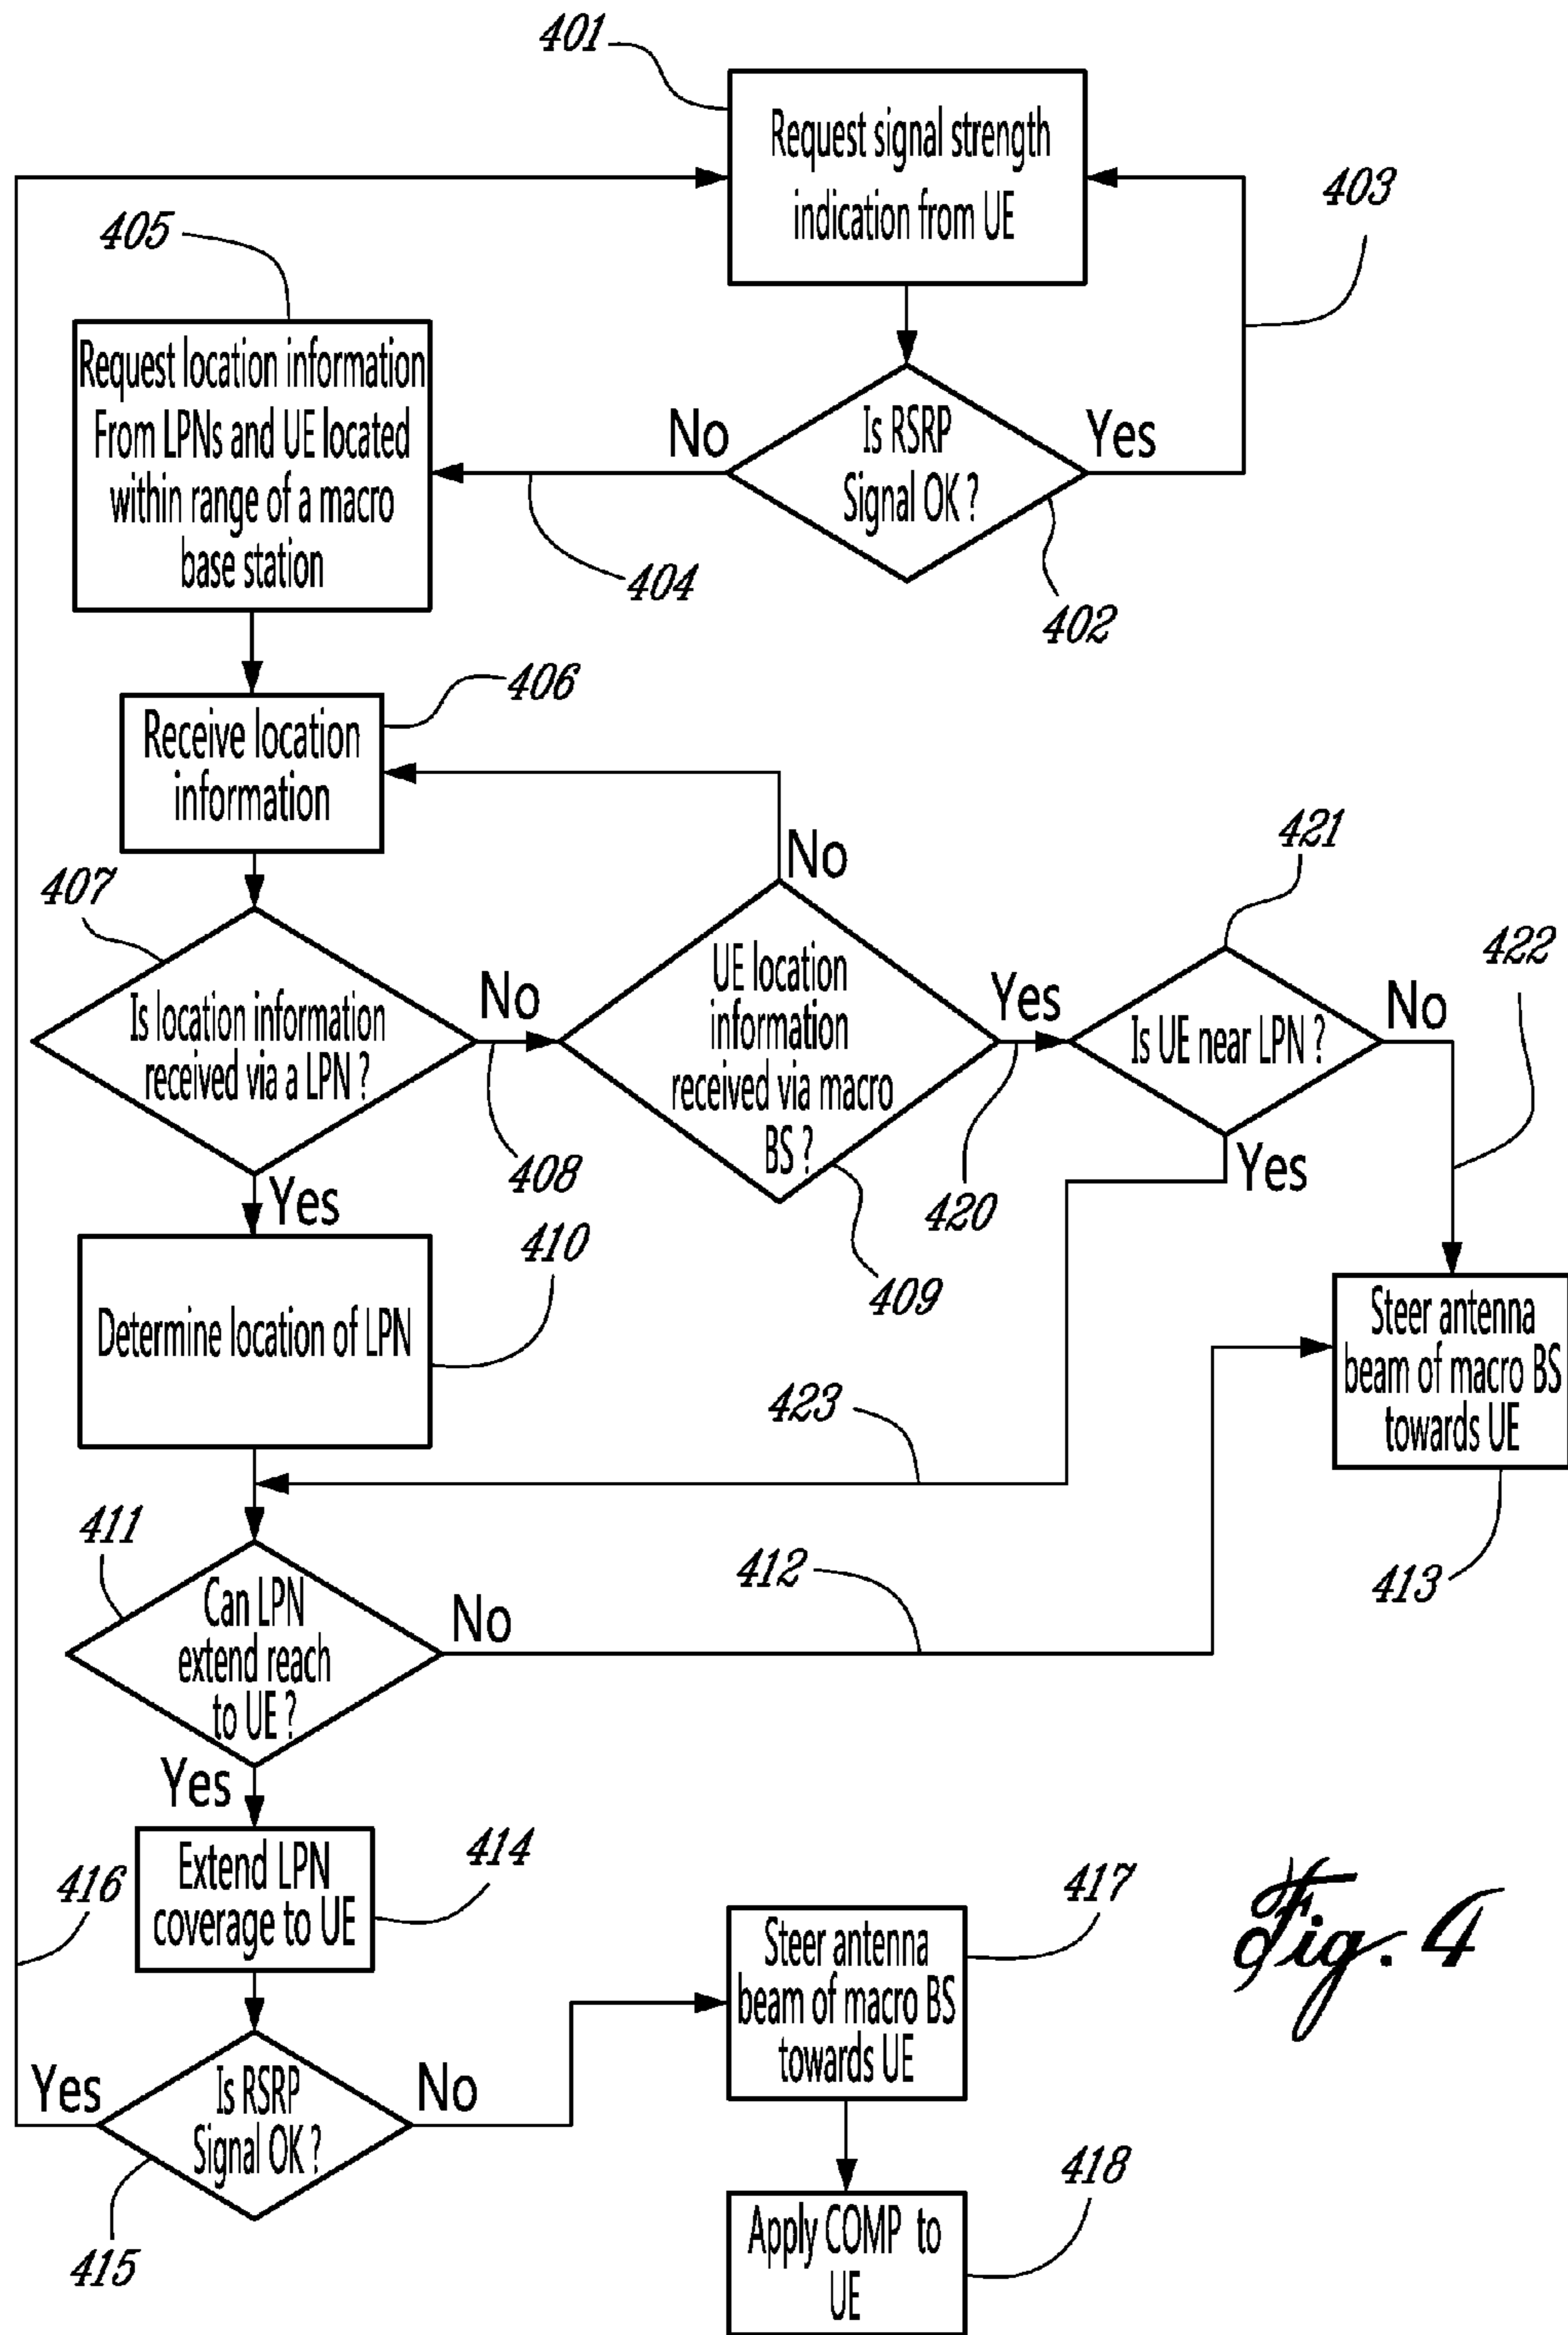 401
Request signal strength
indication from UE
403
405
Request location information
From LPNs and UE located
within range of a macro
base station
No
Is RSRP
Signal OK ?
Yes
404
402
406
Receive location
information
407
Is location information
received via a LPN ?
No
408
No
UE location
information
received via macro
BS ?
409
Yes
420
421
Is UE near LPN ?
No
422
Yes
Yes
410
Determine location of LPN
423
Steer antenna
beam of macro BS
towards UE
413
411
Can LPN
extend reach
to UE ?
No
412
Yes
416
Extend LPN
coverage to UE
414
417
Steer antenna
beam of macro BS
towards UE
Yes
Is RSRP
Signal OK ?
No
415
418
Apply COMP to
UE
Fig. 4